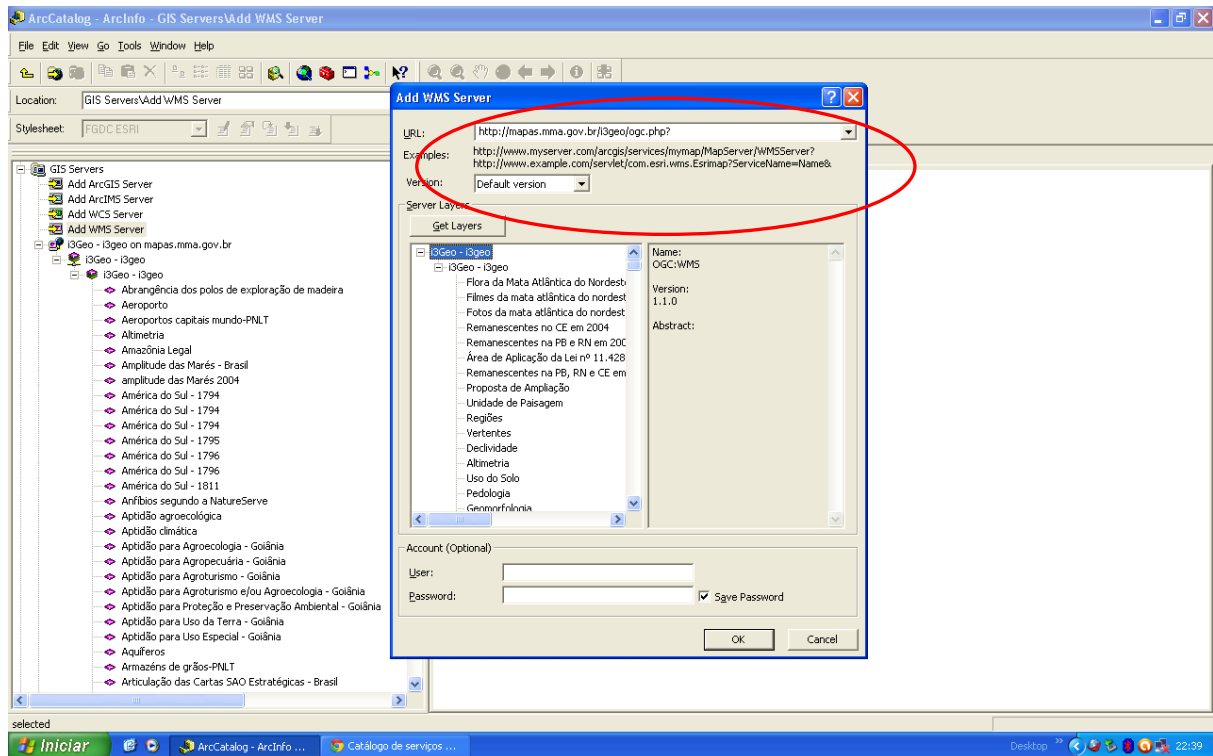 ArcCatalog - ArcInfo - GIS Servers\Add WMS Server
File Edit View Go Tools Window Help
Location: GIS Servers\Add WMS Server
Stylesheet: FGDC ESRI
GIS Servers
Add ArcGIS Server
Add ArcIMS Server
Add WCS Server
Add WMS Server
i3Geo - i3geo on mapas.mma.gov.br
i3Geo - i3geo
i3Geo - i3geo
Abrangência dos polos de exploração de madeira
Aeroporto
Aeroportos capitais mundo-PNLT
Altimetria
Amazônia Legal
Amplitude das Marés - Brasil
amplitude das Marés 2004
América do Sul - 1794
América do Sul - 1794
América do Sul - 1794
América do Sul - 1795
América do Sul - 1796
América do Sul - 1796
América do Sul - 1811
Anfíbios segundo a NatureServe
Aptidão agroecológica
Aptidão climática
Aptidão para Agroecologia - Goiânia
Aptidão para Agropecuária - Goiânia
Aptidão para Agroturismo - Goiânia
Aptidão para Agroturismo e/ou Agroecologia - Goiânia
Aptidão para Proteção e Preservação Ambiental - Goiânia
Aptidão para Uso da Terra - Goiânia
Aptidão para Uso Especial - Goiânia
Aquíferos
Armazéns de grãos-PNLT
Articulação das Cartas SAO Estratégicas - Brasil
Add WMS Server
URL: http://mapas.mma.gov.br/i3geo/ogc.php?
Examples: http://www.myserver.com/arcgis/services/mymap/MapServer/WMSServer?
http://www.example.com/servlet/com.esri.wms.Esrimap?ServiceName=Name&
Version: Default version
Server Layers
Get Layers
i3Geo - i3geo
i3Geo - i3geo
Flora da Mata Atlântica do Nordest
Filmes da mata atlântica do nordest
Fotos da mata atlântica do nordest
Remanescentes no CE em 2004
Remanescentes na PB e RN em 200
Área de Aplicação da Lei nº 11.428
Remanescentes na PB, RN e CE em
Proposta de Ampliação
Unidade de Paisagem
Regiões
Vertentes
Declividade
Altimetria
Uso do Solo
Pedologia
Geomorfologia
Name:
OGC:WMS
Version:
1.1.0
Abstract:
Account (Optional)
User:
Password:
Save Password
OK Cancel
selected
Iniciar ArcCatalog - ArcInfo ... Catálogo de serviços ... Desktop 22:39